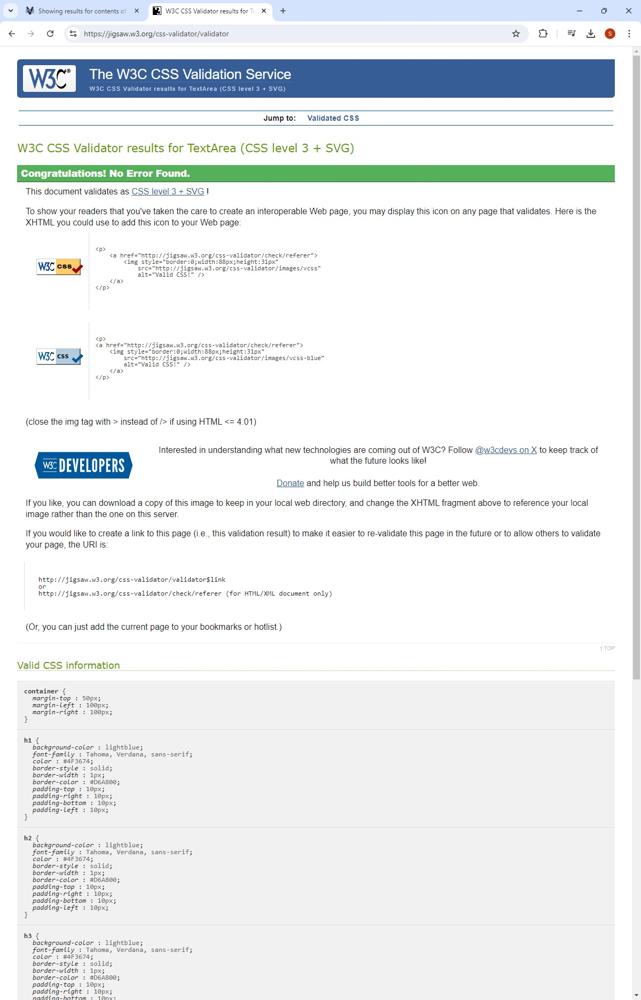 Showing results for contents of
W3C CSS Validator results for Te
https://jigsaw.w3.org/css-validator/validator
S
W3C®
The W3C CSS Validation Service
W3C CSS Validator results for TextArea (CSS level 3 + SVG)
Jump to: Validated CSS
W3C CSS Validator results for TextArea (CSS level 3 + SVG)
Congratulations! No Error Found.
This document validates as CSS level 3 + SVG !
To show your readers that you've taken the care to create an interoperable Web page, you may display this icon on any page that validates. Here is the
XHTML you could use to add this icon to your Web page:
W3C css
<p>
<a href="http://jigsaw.w3.org/css-validator/check/referer">
<img style="border:0;width:88px;height:31px"
src="http://jigsaw.w3.org/css-validator/images/vcss"
alt="Valid CSS!" />
</a>
</p>
W3C css
<p>
<a href="http://jigsaw.w3.org/css-validator/check/referer">
<img style="border:0;width:88px;height:31px"
src="http://jigsaw.w3.org/css-validator/images/vcss-blue"
alt="Valid CSS!" />
</a>
</p>
(close the img tag with > instead of /> if using HTML <= 4.01)
W3C DEVELOPERS
Interested in understanding what new technologies are coming out of W3C? Follow @w3cdevs on X to keep track of
what the future looks like!
Donate and help us build better tools for a better web.
If you like, you can download a copy of this image to keep in your local web directory, and change the XHTML fragment above to reference your local
image rather than the one on this server.
If you would like to create a link to this page (i.e., this validation result) to make it easier to re-validate this page in the future or to allow others to validate
your page, the URI is:
http://jigsaw.w3.org/css-validator/validator$link
or
http://jigsaw.w3.org/css-validator/check/referer (for HTML/XML document only)
(Or, you can just add the current page to your bookmarks or hotlist.)
↑ TOP
Valid CSS information
container {
margin-top : 50px;
margin-left : 100px;
margin-right : 100px;
}
h1 {
background-color : lightblue;
font-family : Tahoma, Verdana, sans-serif;
color : #4F3674;
border-style : solid;
border-width : 1px;
border-color : #D6A800;
padding-top : 10px;
padding-right : 10px;
padding-bottom : 10px;
padding-left : 10px;
}
h2 {
background-color : lightblue;
font-family : Tahoma, Verdana, sans-serif;
color : #4F3674;
border-style : solid;
border-width : 1px;
border-color : #D6A800;
padding-top : 10px;
padding-right : 10px;
padding-bottom : 10px;
padding-left : 10px;
}
h3 {
background-color : lightblue;
font-family : Tahoma, Verdana, sans-serif;
color : #4F3674;
border-style : solid;
border-width : 1px;
border-color : #D6A800;
padding-top : 10px;
padding-right : 10px;
padding-bottom : 10px;